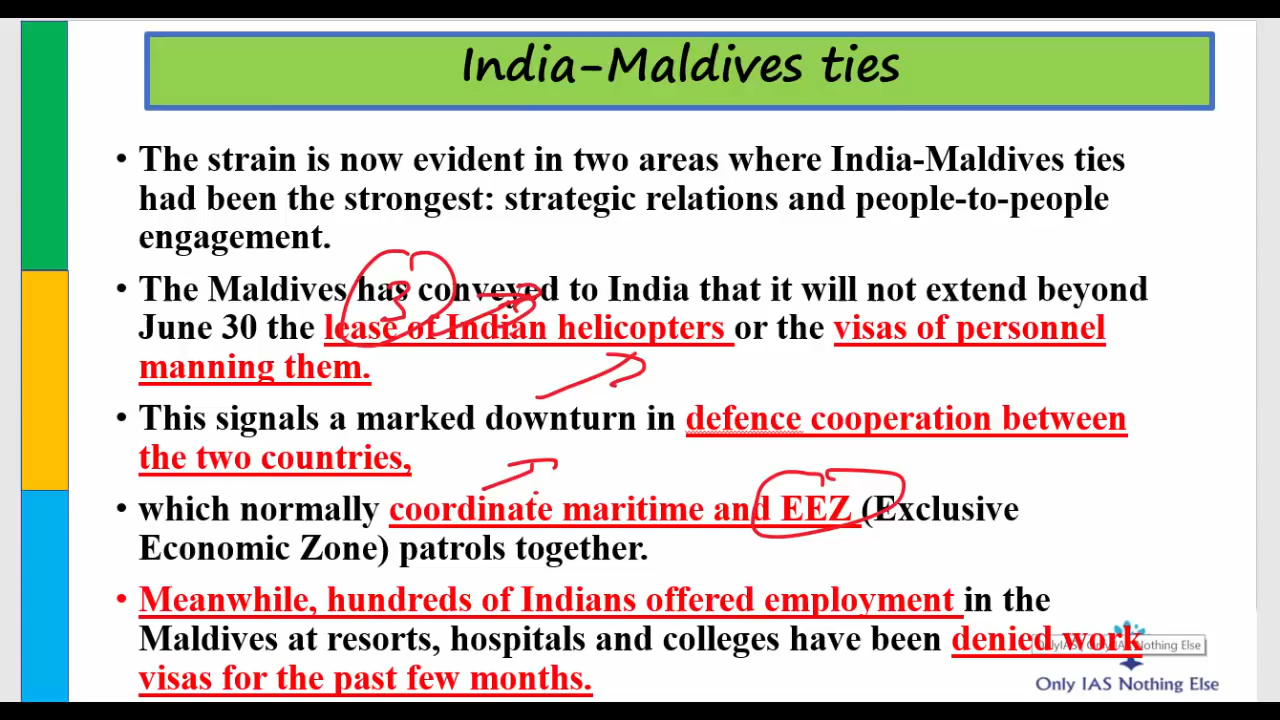 India-Maldives ties
• The strain is now evident in two areas where India-Maldives ties
had been the strongest: strategic relations and people-to-people
engagement.
• The Maldives has conveyed to India that it will not extend beyond
June 30 the lease of Indian helicopters or the visas of personnel
manning them.
3
• This signals a marked downturn in defence cooperation between
the two countries,
• which normally coordinate maritime and EEZ (Exclusive
Economic Zone) patrols together.
• Meanwhile, hundreds of Indians offered employment in the
Maldives at resorts, hospitals and colleges have been denied work
visas for the past few months.
Only IAS Nothing Else
Only IAS Nothing Else